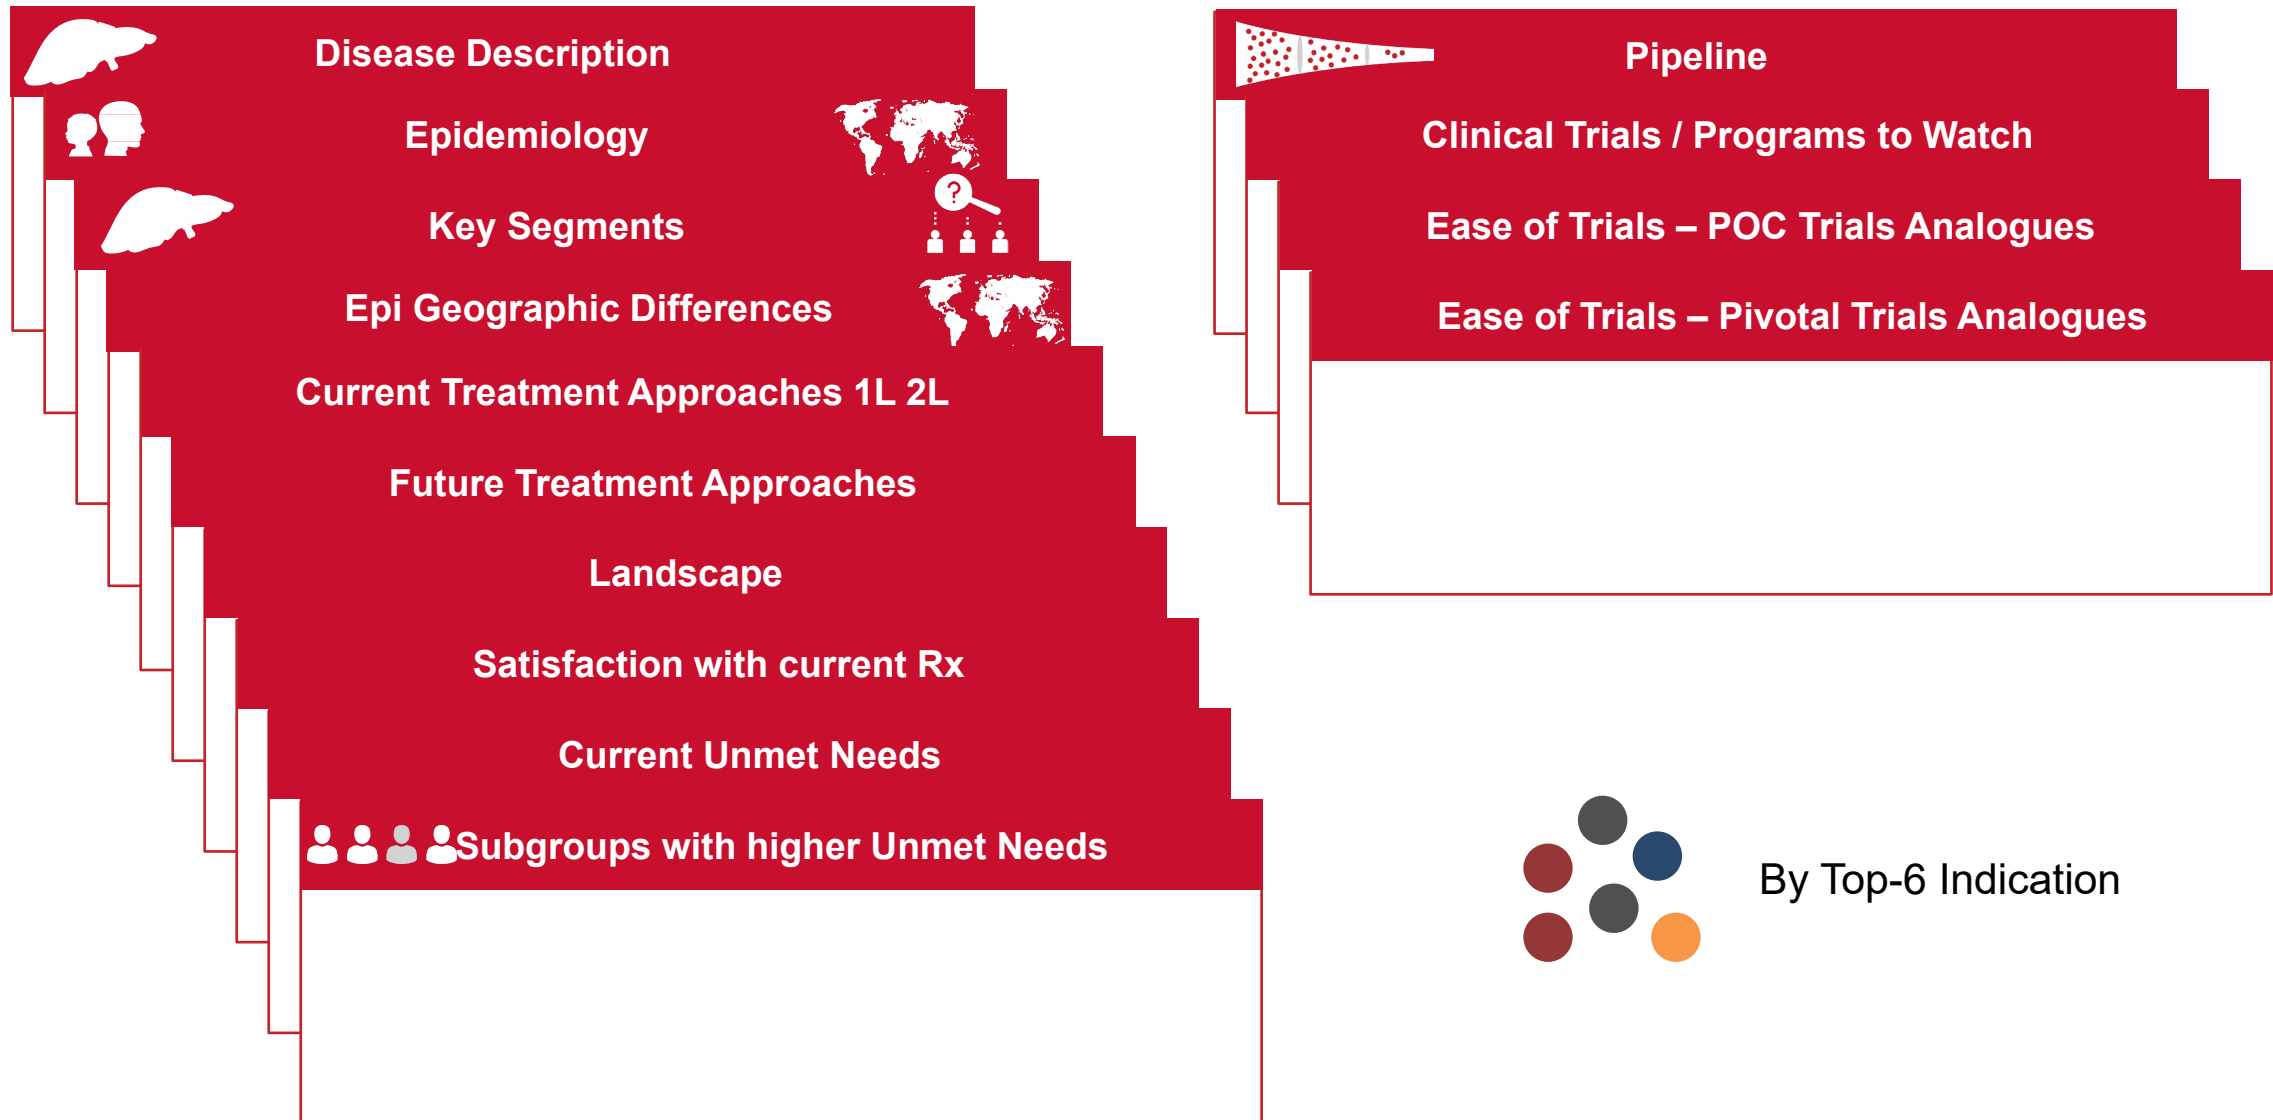 Disease Description
Epidemiology
?
Key Segments
Epi Geographic Differences
Current Treatment Approaches 1L 2L
Future Treatment Approaches
Landscape
Satisfaction with current Rx
Current Unmet Needs
Subgroups with higher Unmet Needs
Pipeline
Clinical Trials / Programs to Watch
Ease of Trials – POC Trials Analogues
Ease of Trials – Pivotal Trials Analogues
By Top-6 Indication